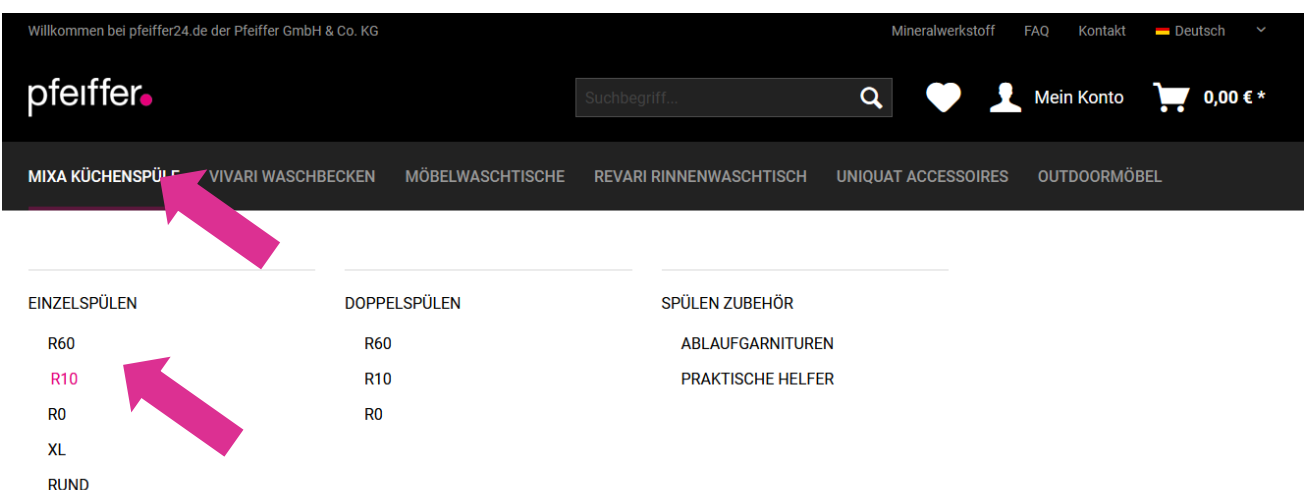 Willkommen bei pfeiffer24.de der Pfeiffer GmbH & Co. KG
Mineralwerkstoff FAQ Kontakt Deutsch
pfeiffer.
Suchbegriff...
Mein Konto 0,00 € *
MIXA KÜCHENSPÜLE VIVARI WASCHBECKEN MÖBELWASCHTISCHE REVARI RINNENWASCHTISCH UNIQUAT ACCESSOIRES OUTDOORMÖBEL
EINZELSPÜLEN
R60
R10
R0
XL
RUND
DOPPELSPÜLEN
R60
R10
R0
SPÜLEN ZUBEHÖR
ABLAUFGARNITUREN
PRAKTISCHE HELFER